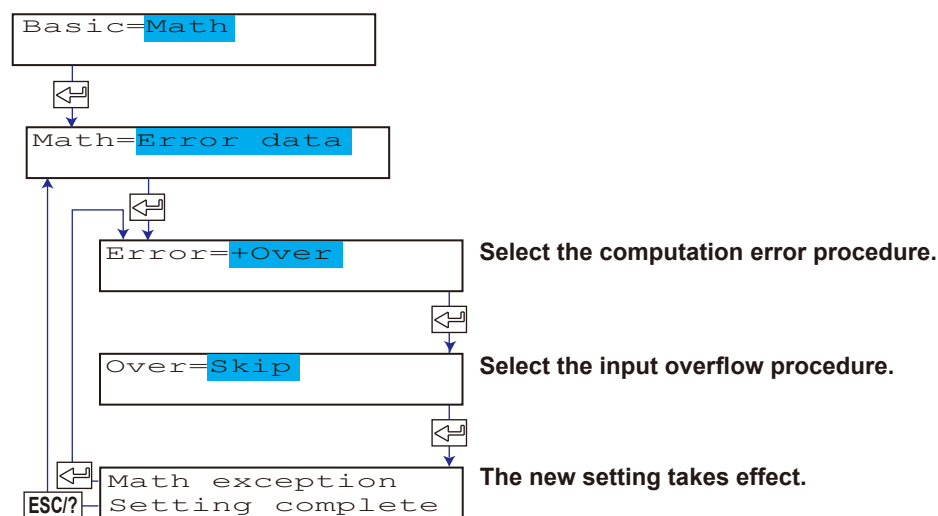 Basic=Math
Math=Error data
Error=+Over
Select the computation error procedure.
Over=Skip
Select the input overflow procedure.
Math exception
Setting complete
The new setting takes effect.
ESC/?